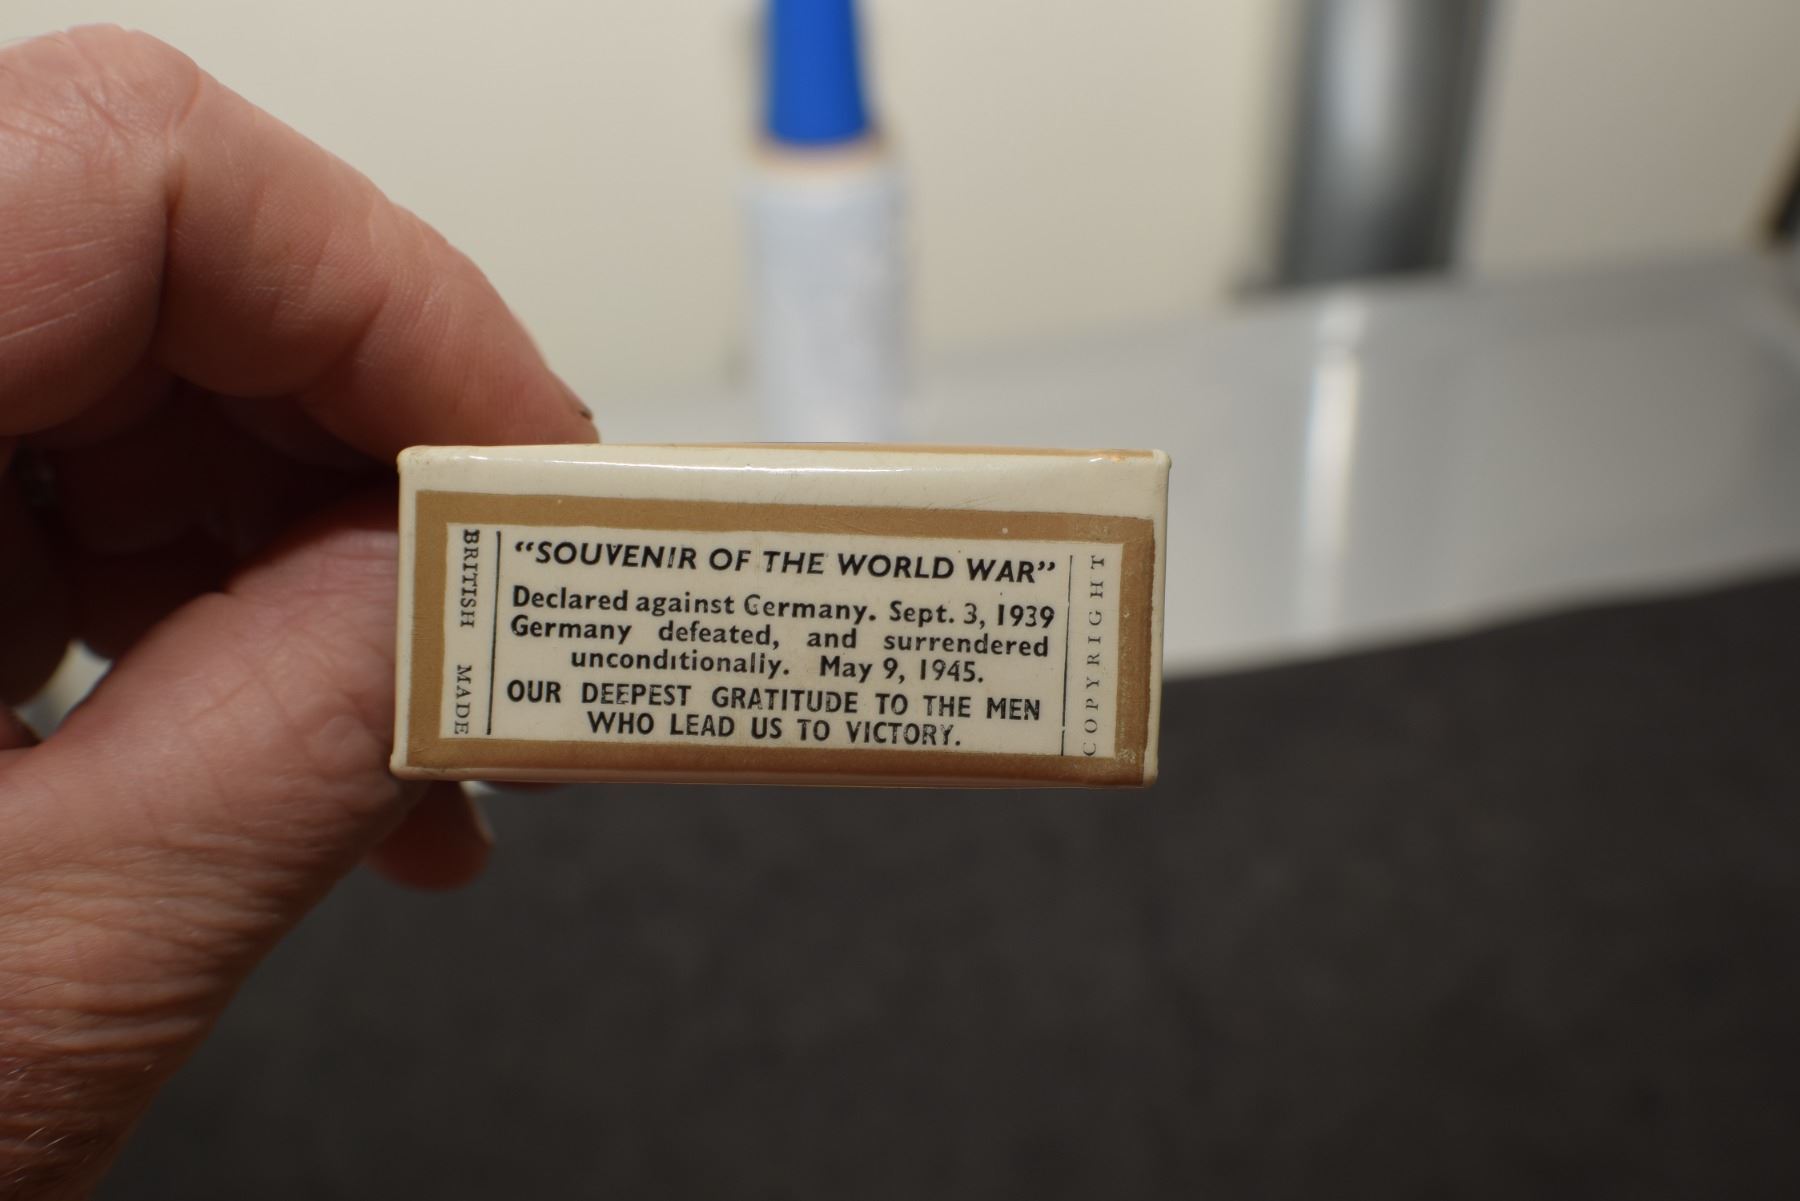 BRITISH MADE
"SOUVENIR OF THE WORLD WAR"
Declared against Germany. Sept. 3, 1939
Germany defeated, and surrendered
unconditionally. May 9, 1945.
OUR DEEPEST GRATITUDE TO THE MEN
WHO LEAD US TO VICTORY.
COPYRIGHT